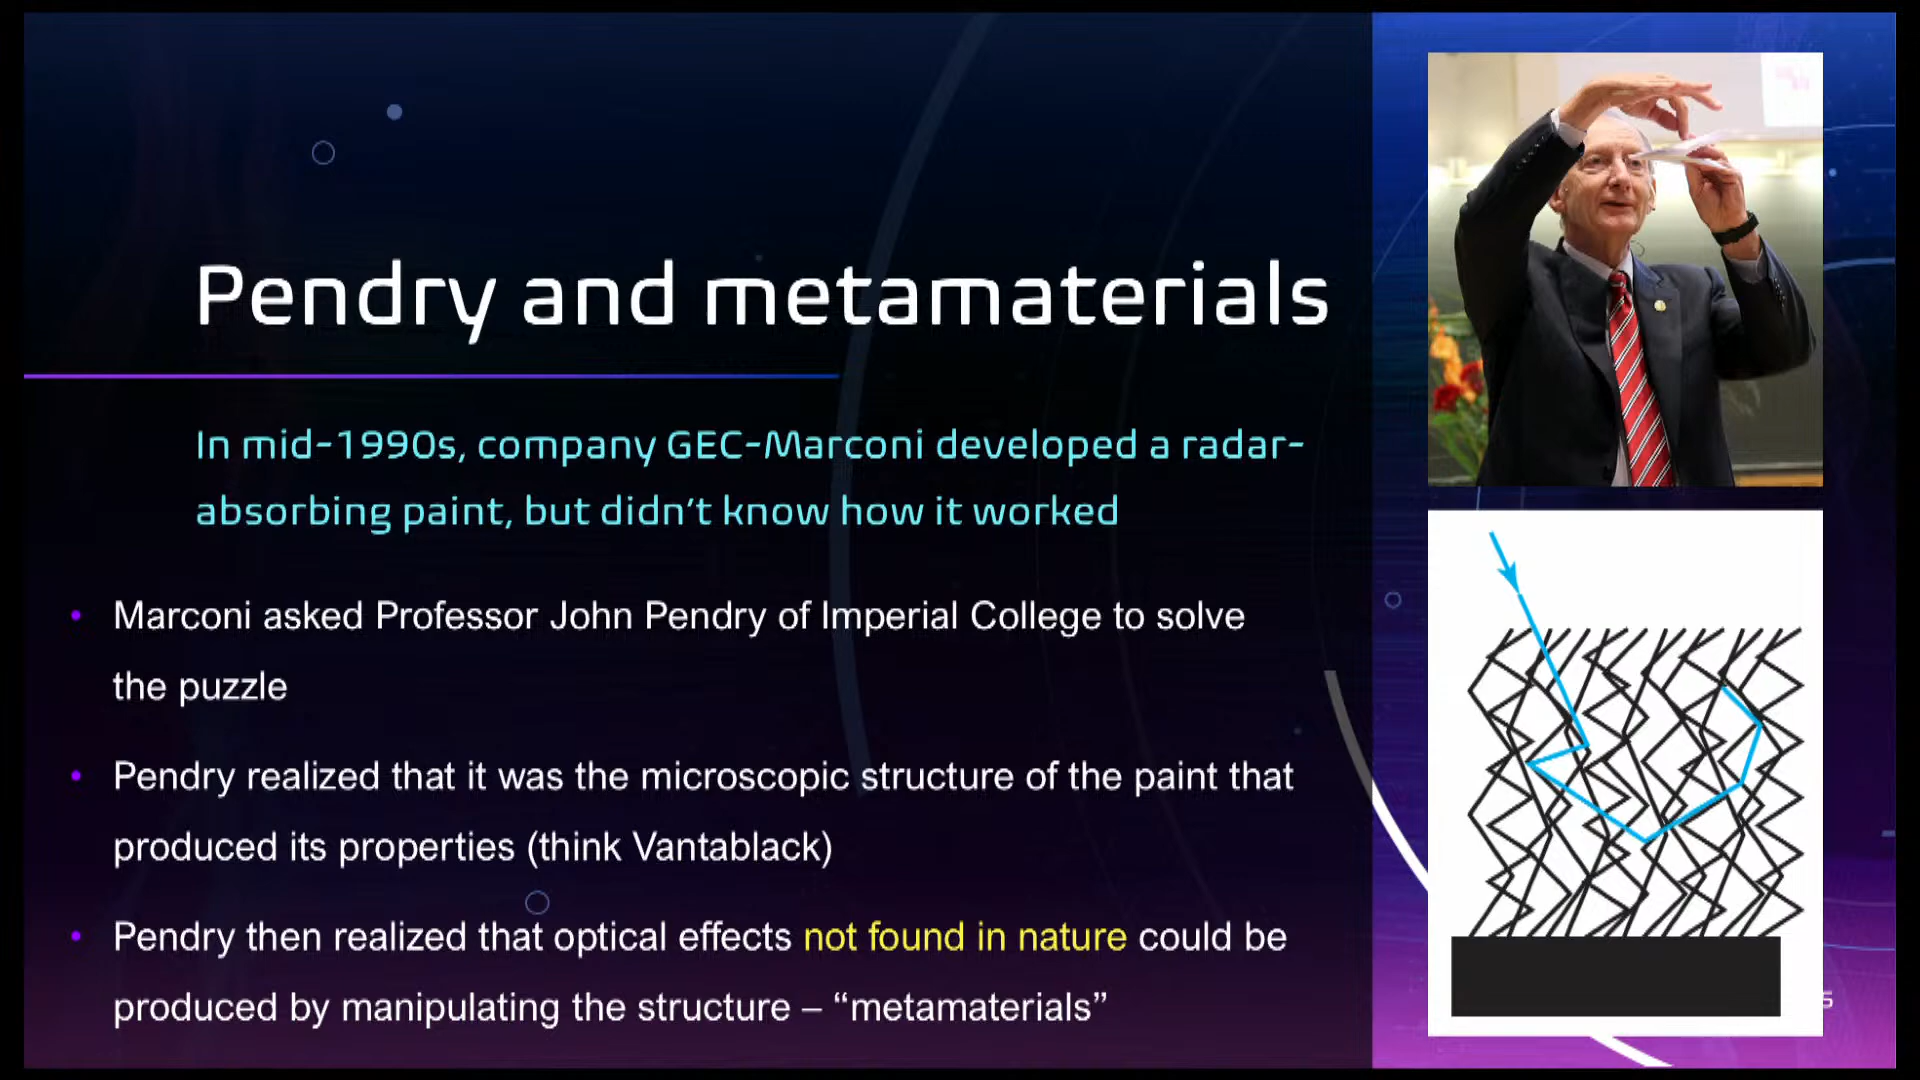 Pendry and metamaterials
In mid-1990s, company GEC-Marconi developed a radar-
absorbing paint, but didn’t know how it worked
• Marconi asked Professor John Pendry of Imperial College to solve
the puzzle
• Pendry realized that it was the microscopic structure of the paint that
produced its properties (think Vantablack)
• Pendry then realized that optical effects not found in nature could be
produced by manipulating the structure – “metamaterials”